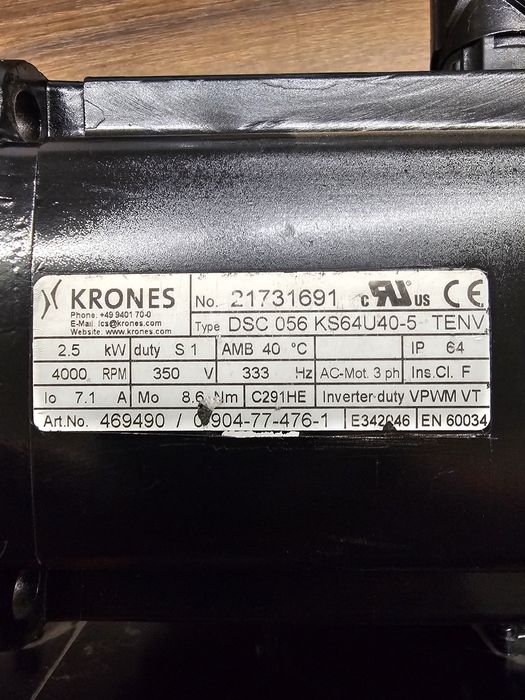 KRONES
Phone: +49 9401 70-0
E-Mail: lcs@krones.com
Website: www.krones.com
No. 21731691 c RU US CE
Type DSC 056 KS64U40-5 TENV
2.5 kW duty S1 AMB 40 °C IP 64
4000 RPM 350 V 333 Hz AC-Mot. 3 ph Ins.Cl. F
Io 7.1 A Mo 8.6 Nm C291HE Inverter duty VPWM VT
Art.No. 469490 / 0904-77-476-1 E342046 EN 60034